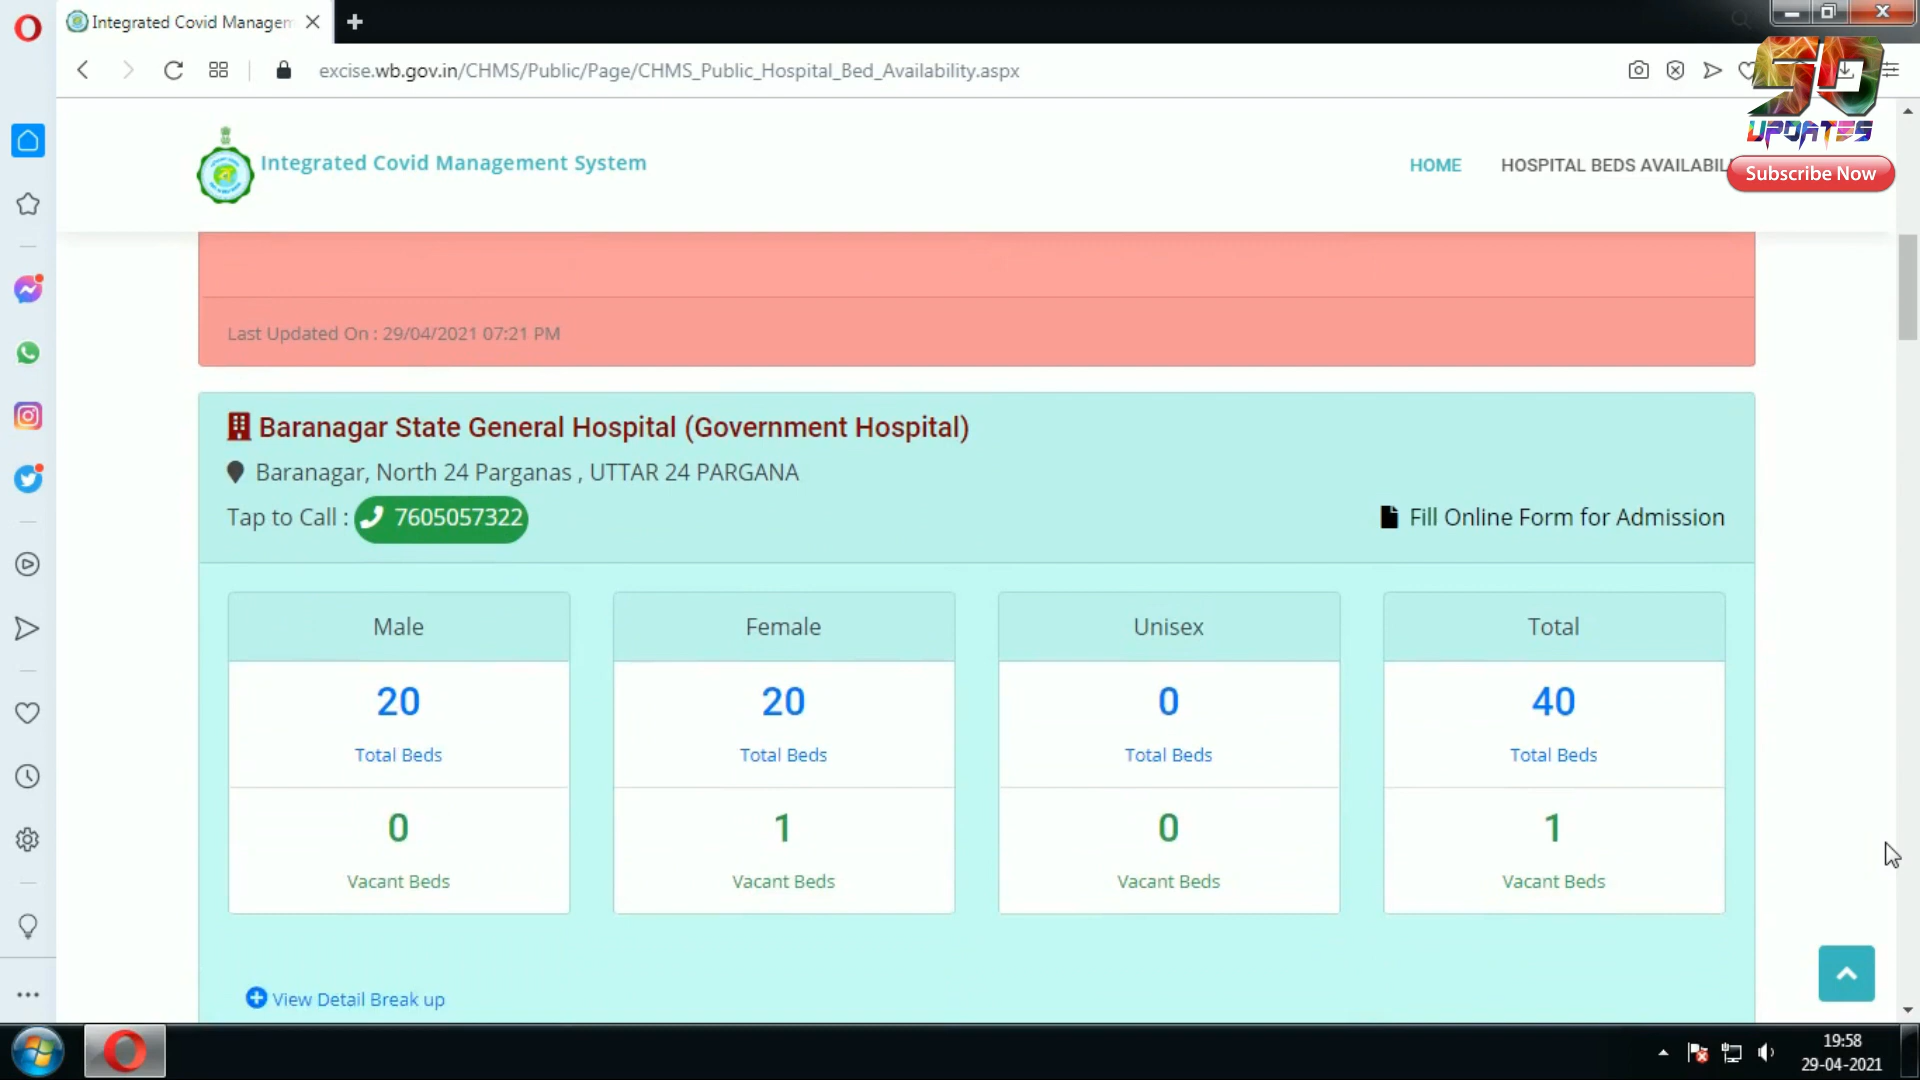 Integrated Covid Managem
excise.wb.gov.in/CHMS/Public/Page/CHMS_Public_Hospital_Bed_Availability.aspx
UPDATES
Subscribe Now
Integrated Covid Management System
HOME HOSPITAL BEDS AVAILABIL
Last Updated On : 29/04/2021 07:21 PM
Baranagar State General Hospital (Government Hospital)
Baranagar, North 24 Parganas , UTTAR 24 PARGANA
Tap to Call : 7605057322
Fill Online Form for Admission
Male Female Unisex Total
20 20 0 40
Total Beds Total Beds Total Beds Total Beds
0 1 0 1
Vacant Beds Vacant Beds Vacant Beds Vacant Beds
View Detail Break up
19:58
29-04-2021